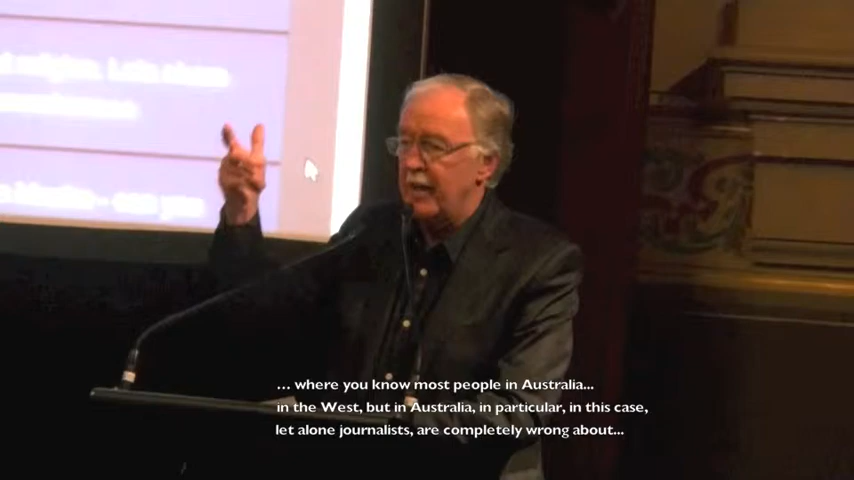 ... where you know most people in Australia...
in the West, but in Australia, in particular, in this case,
let alone journalists, are completely wrong about...